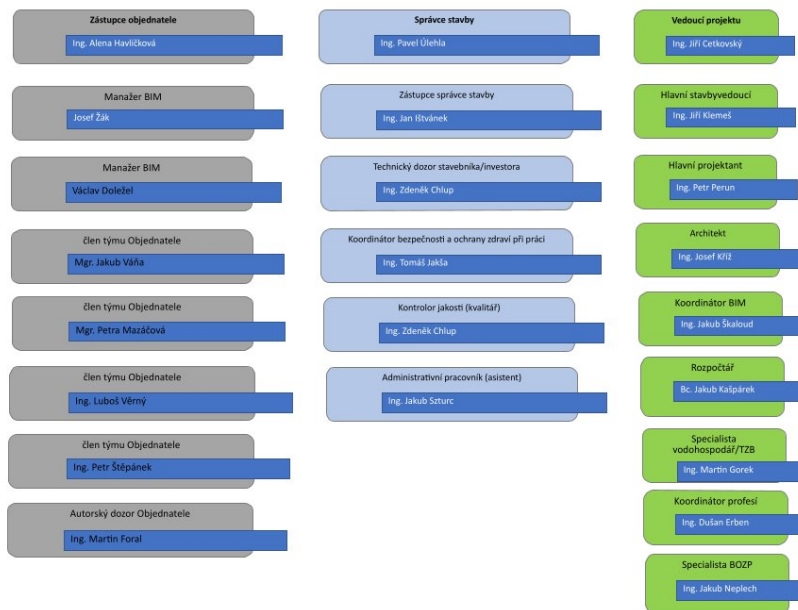 Zástupce objednatele
Ing. Alena Havlíčková
Manažer BIM
Josef Žák
Manažer BIM
Václav Doležel
člen týmu Objednatele
Mgr. Jakub Váňa
člen týmu Objednatele
Mgr. Petra Mazáčová
člen týmu Objednatele
Ing. Luboš Věrný
člen týmu Objednatele
Ing. Petr Štěpánek
Autorský dozor Objednatele
Ing. Martin Foral
Správce stavby
Ing. Pavel Úlehla
Zástupce správce stavby
Ing. Jan Ištvánek
Technický dozor stavebníka/investora
Ing. Zdeněk Chlup
Koordinátor bezpečnosti a ochrany zdraví při práci
Ing. Tomáš Jakša
Kontrolor jakosti (kvalitář)
Ing. Zdeněk Chlup
Administrativní pracovník (asistent)
Ing. Jakub Szturc
Vedoucí projektu
Ing. Jiří Cetkovský
Hlavní stavbyvedoucí
Ing. Jiří Klemeš
Hlavní projektant
Ing. Petr Perun
Architekt
Ing. Josef Kříž
Koordinátor BIM
Ing. Jakub Škaloud
Rozpočtář
Bc. Jakub Kašpárek
Specialista
vodohospodář/TZB
Ing. Martin Gorek
Koordinátor profesí
Ing. Dušan Erben
Specialista BOZP
Ing. Jakub Neplech